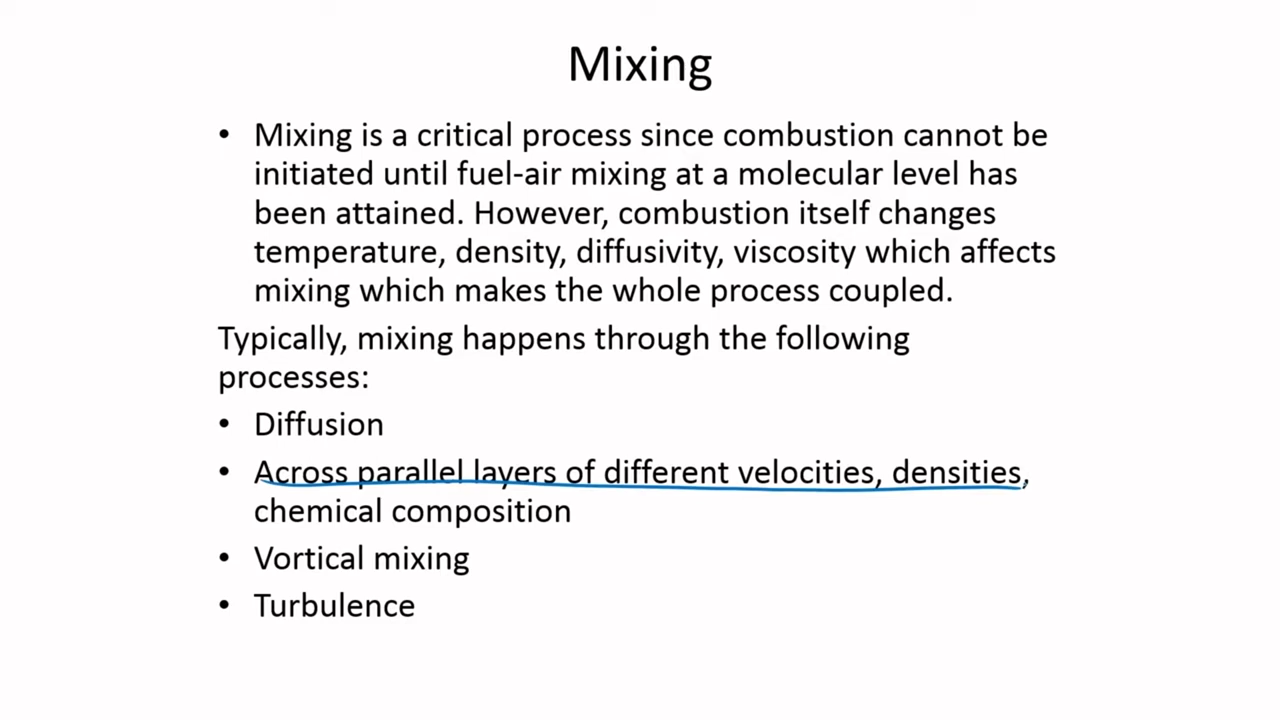 Mixing
• Mixing is a critical process since combustion cannot be
initiated until fuel-air mixing at a molecular level has
been attained. However, combustion itself changes
temperature, density, diffusivity, viscosity which affects
mixing which makes the whole process coupled.
Typically, mixing happens through the following
processes:
• Diffusion
• Across parallel layers of different velocities, densities,
chemical composition
• Vortical mixing
• Turbulence